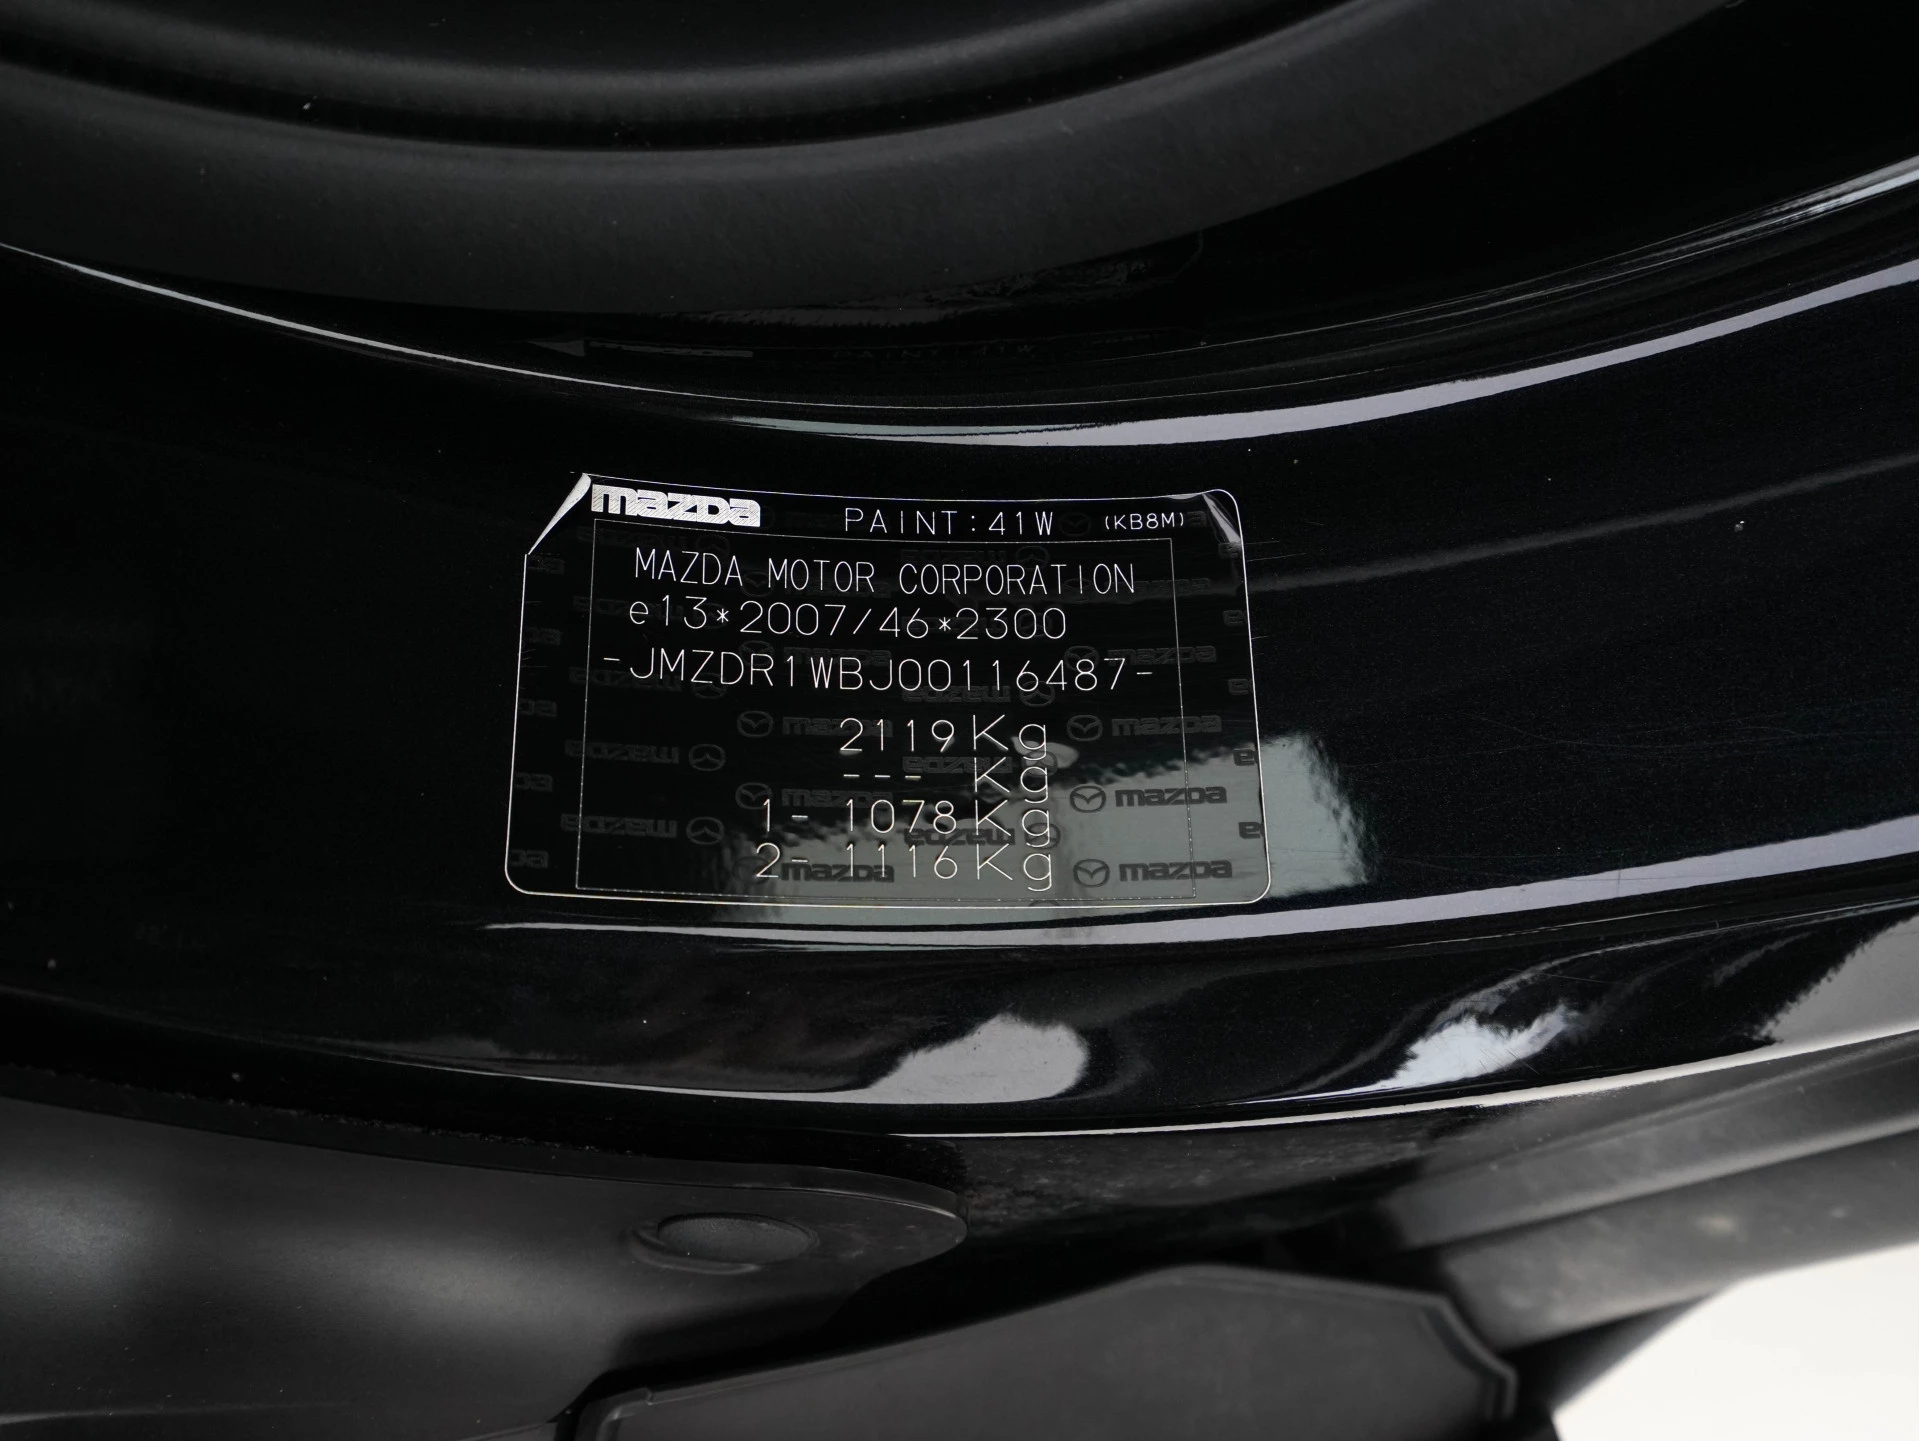 mazda PAINT:41W (KB8M)
MAZDA MOTOR CORPORATION
e13*2007/46*2300
-JMZDR1WBJ00116487-
2119Kg
--- Kg
1- 1078Kg
2- 1116Kg